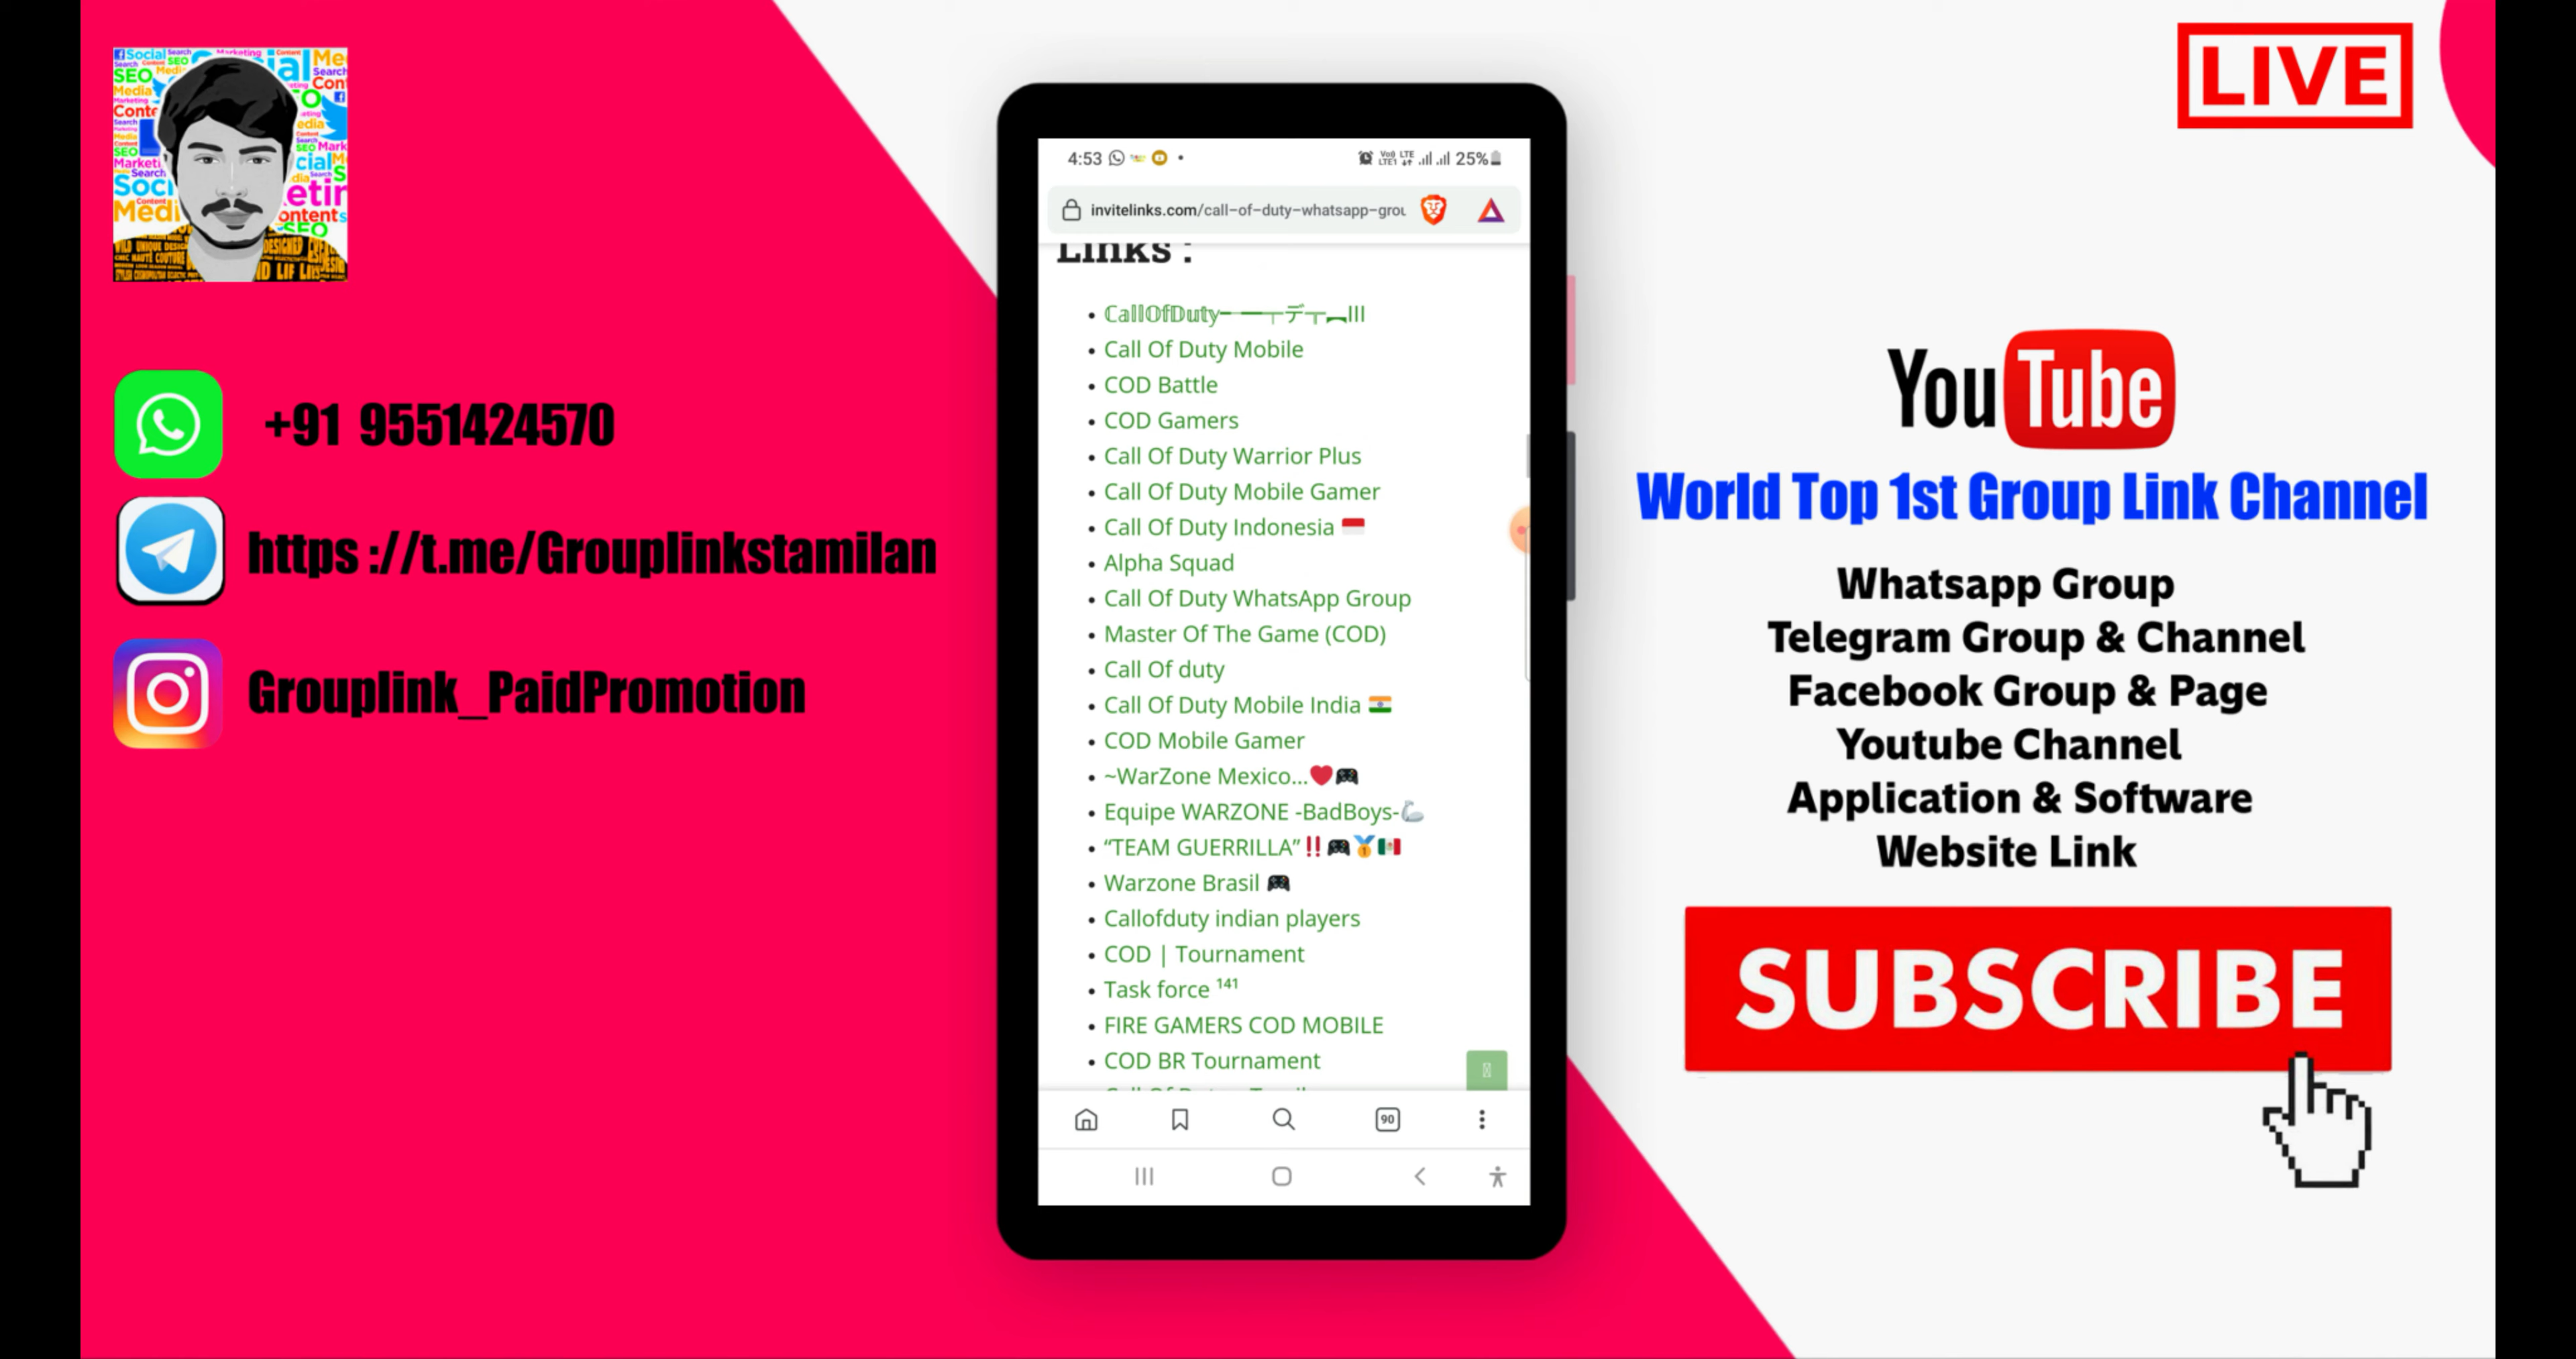 +91 9551424570
https ://t.me/Grouplinkstamilan
Grouplink_PaidPromotion
4:53
25%
invitelinks.com/call-of-duty-whatsapp-grou
Links :
ℂ𝕒𝕝𝕝𝕆𝕗𝔻𝕦𝕥𝕪━━┳デ┳▃III
Call Of Duty Mobile
COD Battle
COD Gamers
Call Of Duty Warrior Plus
Call Of Duty Mobile Gamer
Call Of Duty Indonesia 🇮🇩
Alpha Squad
Call Of Duty WhatsApp Group
Master Of The Game (COD)
Call Of duty
Call Of Duty Mobile India 🇮🇳
COD Mobile Gamer
~WarZone Mexico...❤️🎮
Equipe WARZONE -BadBoys-🦾
“TEAM GUERRILLA”‼️🎮🥇🇲🇽
Warzone Brasil 🎮
Callofduty indian players
COD | Tournament
Task force ¹⁴¹
FIRE GAMERS COD MOBILE
COD BR Tournament
90
LIVE
YouTube
World Top 1st Group Link Channel
Whatsapp Group
Telegram Group & Channel
Facebook Group & Page
Youtube Channel
Application & Software
Website Link
SUBSCRIBE